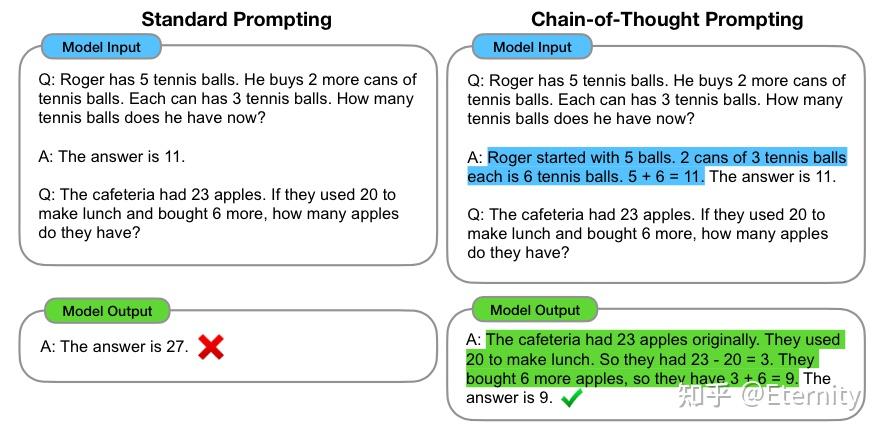 Standard Prompting
Model Input
Q: Roger has 5 tennis balls. He buys 2 more cans of
tennis balls. Each can has 3 tennis balls. How many
tennis balls does he have now?
A: The answer is 11.
Q: The cafeteria had 23 apples. If they used 20 to
make lunch and bought 6 more, how many apples
do they have?
Model Output
A: The answer is 27.
Chain-of-Thought Prompting
Model Input
Q: Roger has 5 tennis balls. He buys 2 more cans of
tennis balls. Each can has 3 tennis balls. How many
tennis balls does he have now?
A: Roger started with 5 balls. 2 cans of 3 tennis balls
each is 6 tennis balls. 5 + 6 = 11. The answer is 11.
Q: The cafeteria had 23 apples. If they used 20 to
make lunch and bought 6 more, how many apples
do they have?
Model Output
A: The cafeteria had 23 apples originally. They used
20 to make lunch. So they had 23 - 20 = 3. They
bought 6 more apples, so they have 3 + 6 = 9. The
answer is 9.
知乎 @Eternity